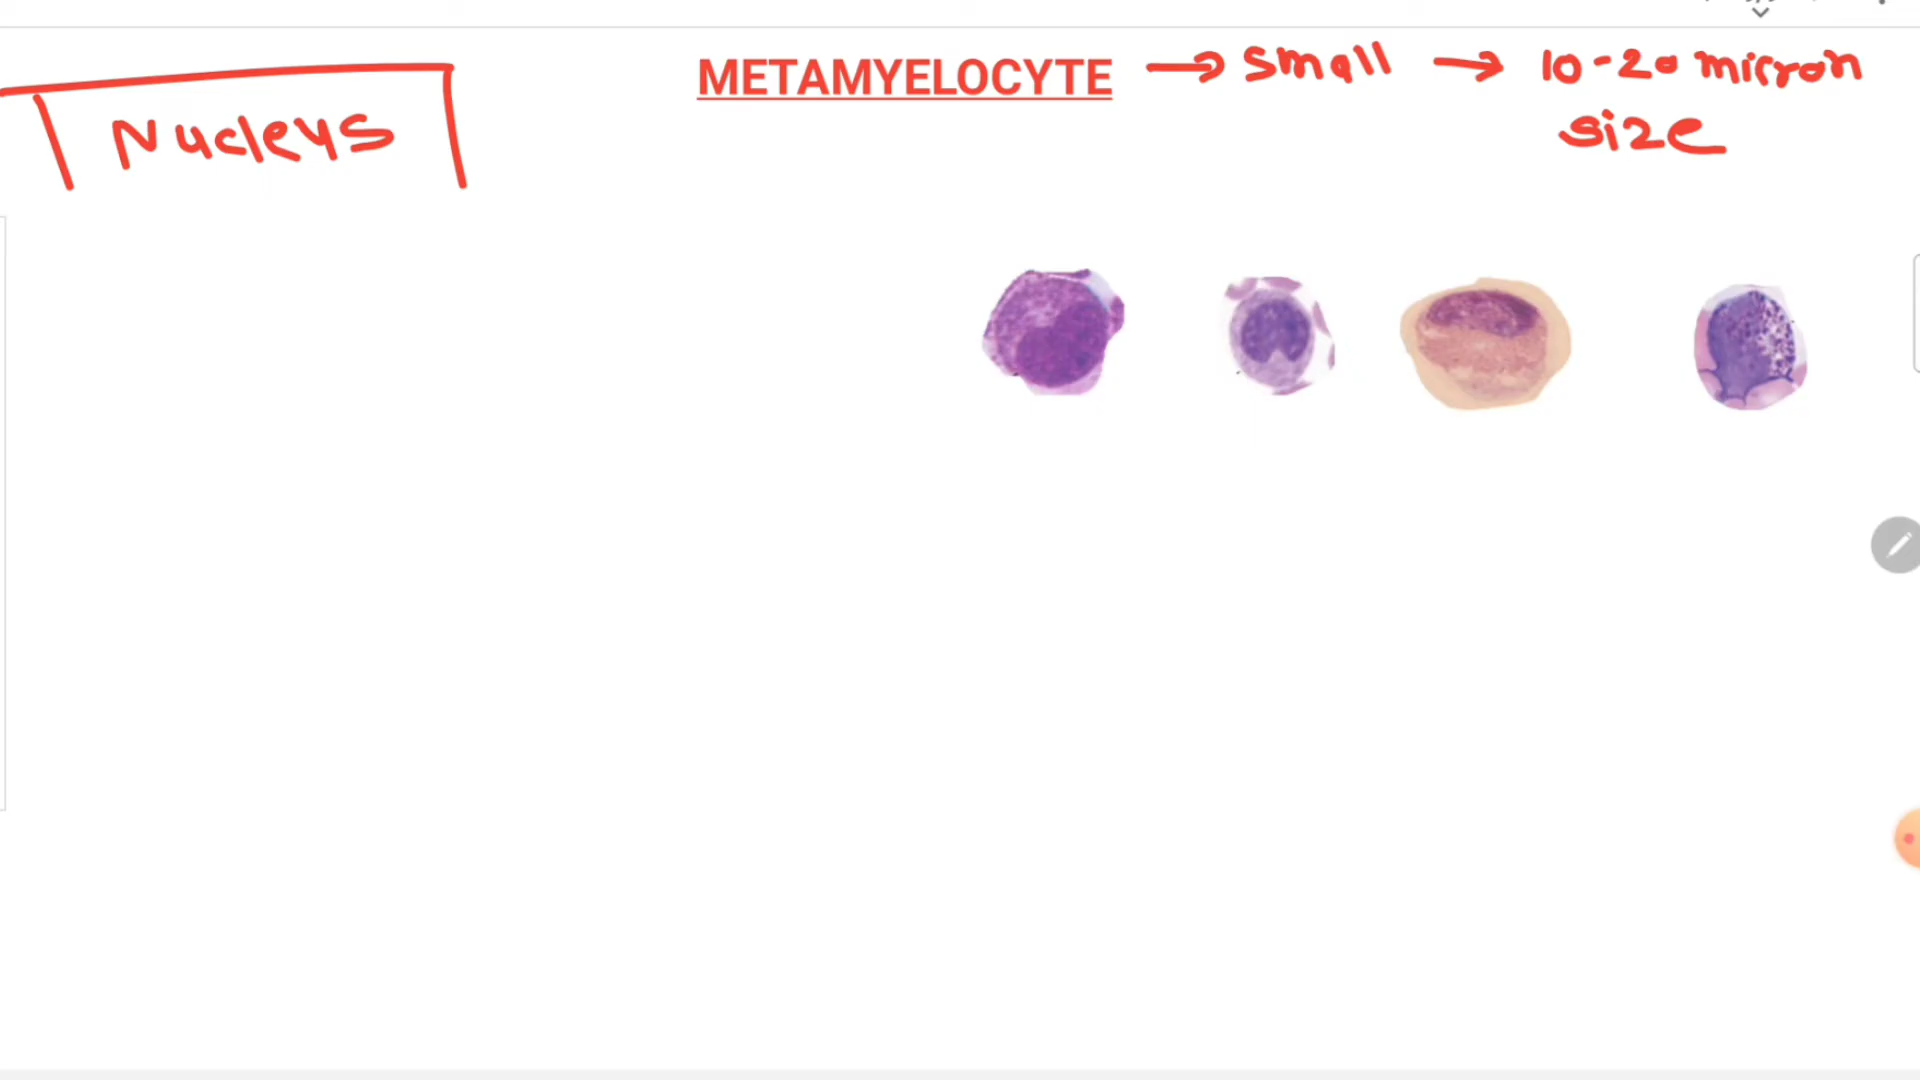 METAMYELOCYTE → small → 10-20 micron
size
Nucleus